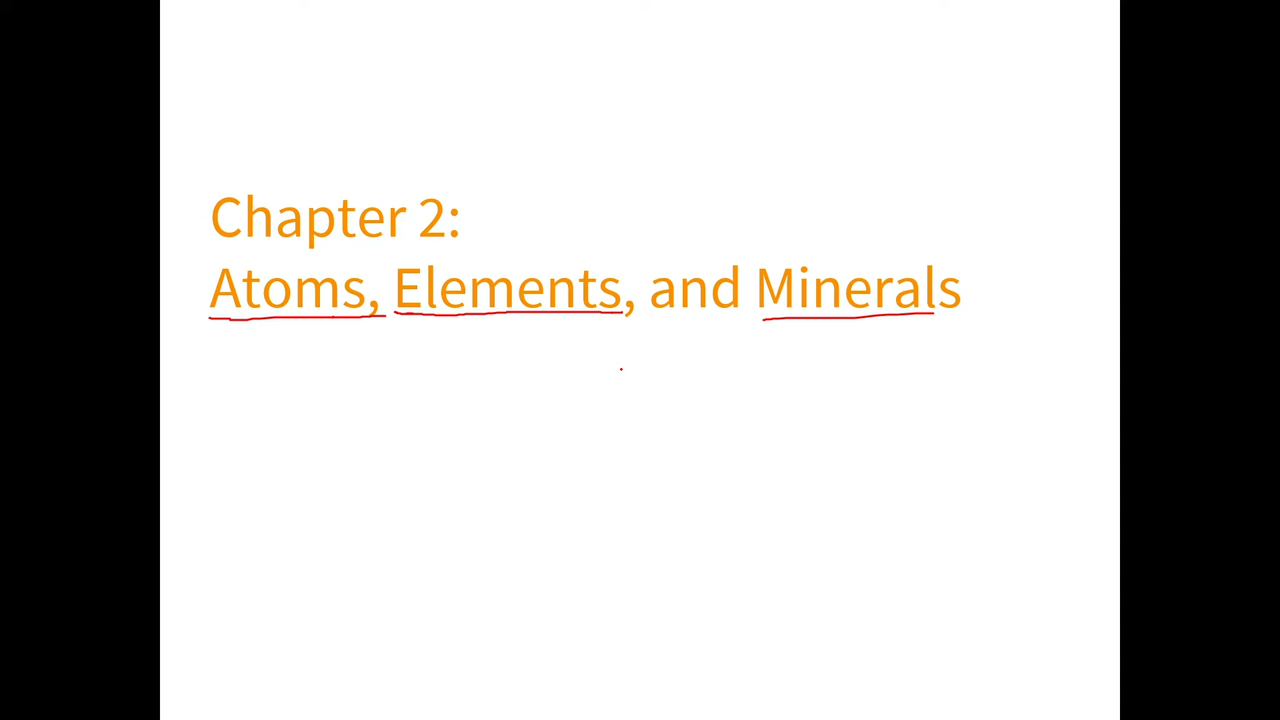 Chapter 2:
Atoms, Elements, and Minerals